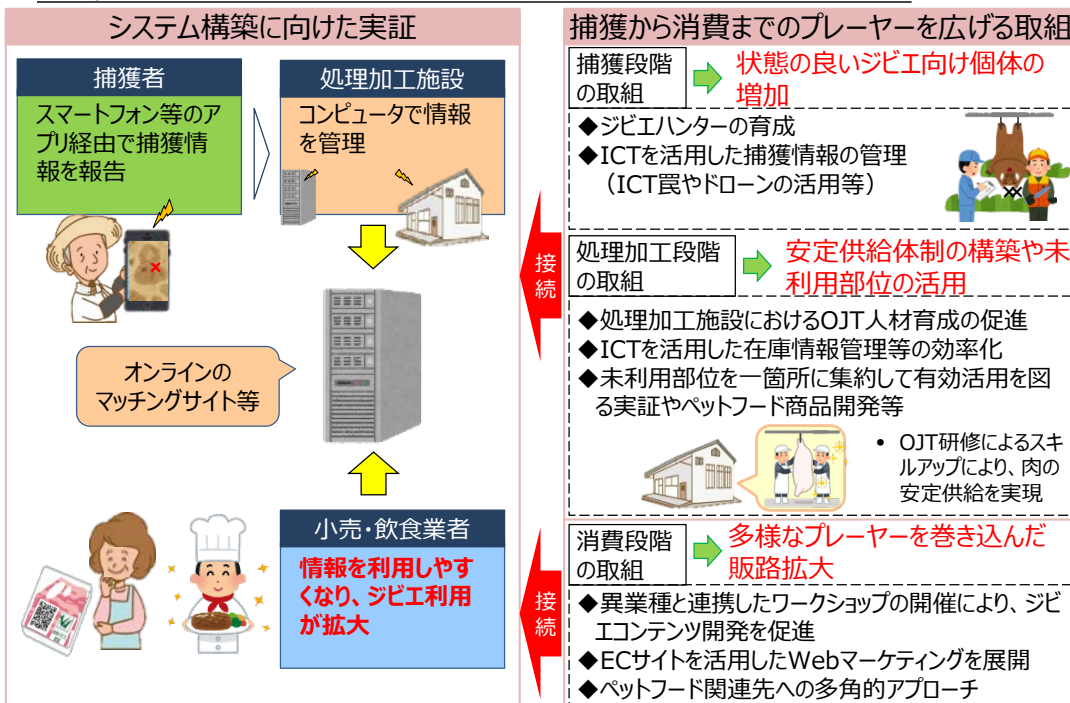 システム構築に向けた実証
捕獲者
スマートフォン等のア
プリ経由で捕獲情
報を報告
処理加工施設
コンピュータで情報
を管理
オンラインの
マッチングサイト等
小売・飲食業者
情報を利用しやす
くなり、ジビエ利用
が拡大
接続
接続
捕獲から消費までのプレーヤーを広げる取組
捕獲段階
の取組
状態の良いジビエ向け個体の
増加
◆ジビエハンターの育成
◆ICTを活用した捕獲情報の管理
（ICT罠やドローンの活用等）
処理加工段階
の取組
安定供給体制の構築や未
利用部位の活用
◆処理加工施設におけるOJT人材育成の促進
◆ICTを活用した在庫情報管理等の効率化
◆未利用部位を一箇所に集約して有効活用を図
る実証やペットフード商品開発等
• OJT研修によるスキ
ルアップにより、肉の
安定供給を実現
消費段階
の取組
多様なプレーヤーを巻き込んだ
販路拡大
◆異業種と連携したワークショップの開催により、ジビ
エコンテンツ開発を促進
◆ECサイトを活用したWebマーケティングを展開
◆ペットフード関連先への多角的アプローチ